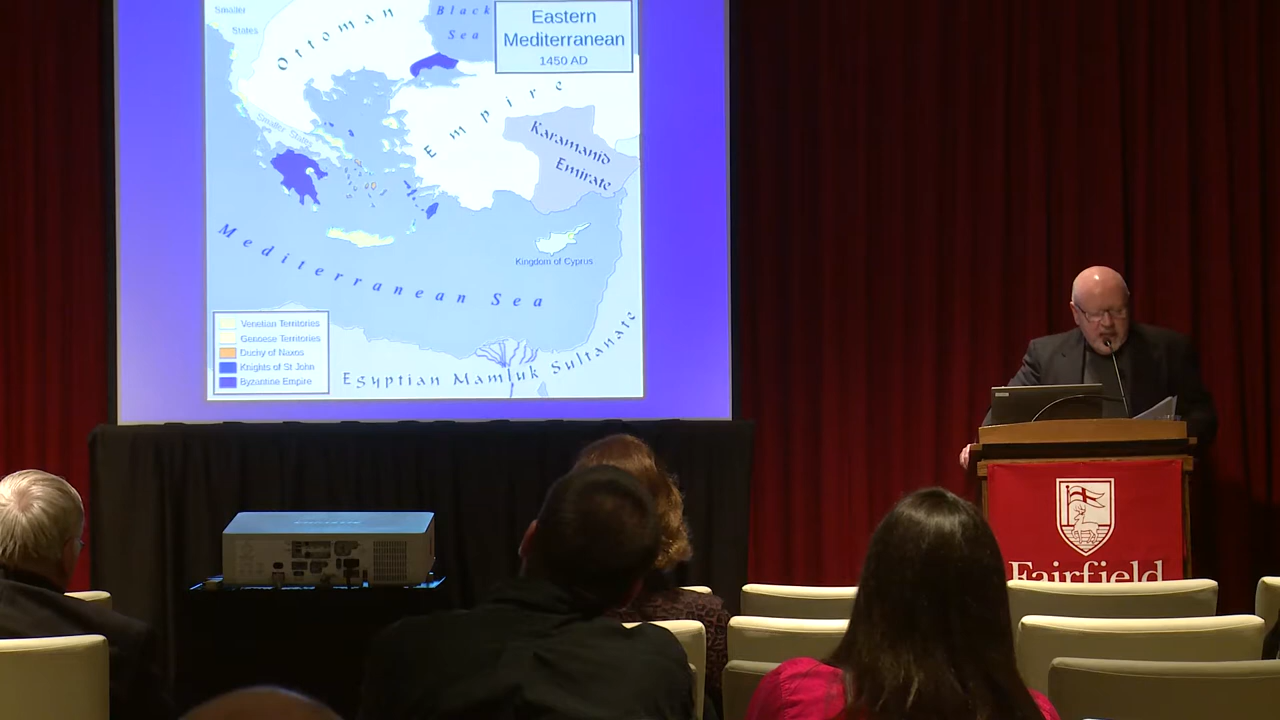 Smaller
States
Ottoman
Black
Sea
Eastern
Mediterranean
1450 AD
Empire
Smaller States
Karamanid
Emirate
Mediterranean Sea
Kingdom of Cyprus
Venetian Territories
Genoese Territories
Duchy of Naxos
Knights of St John
Byzantine Empire
Egyptian Mamluk Sultanate
Fairfield